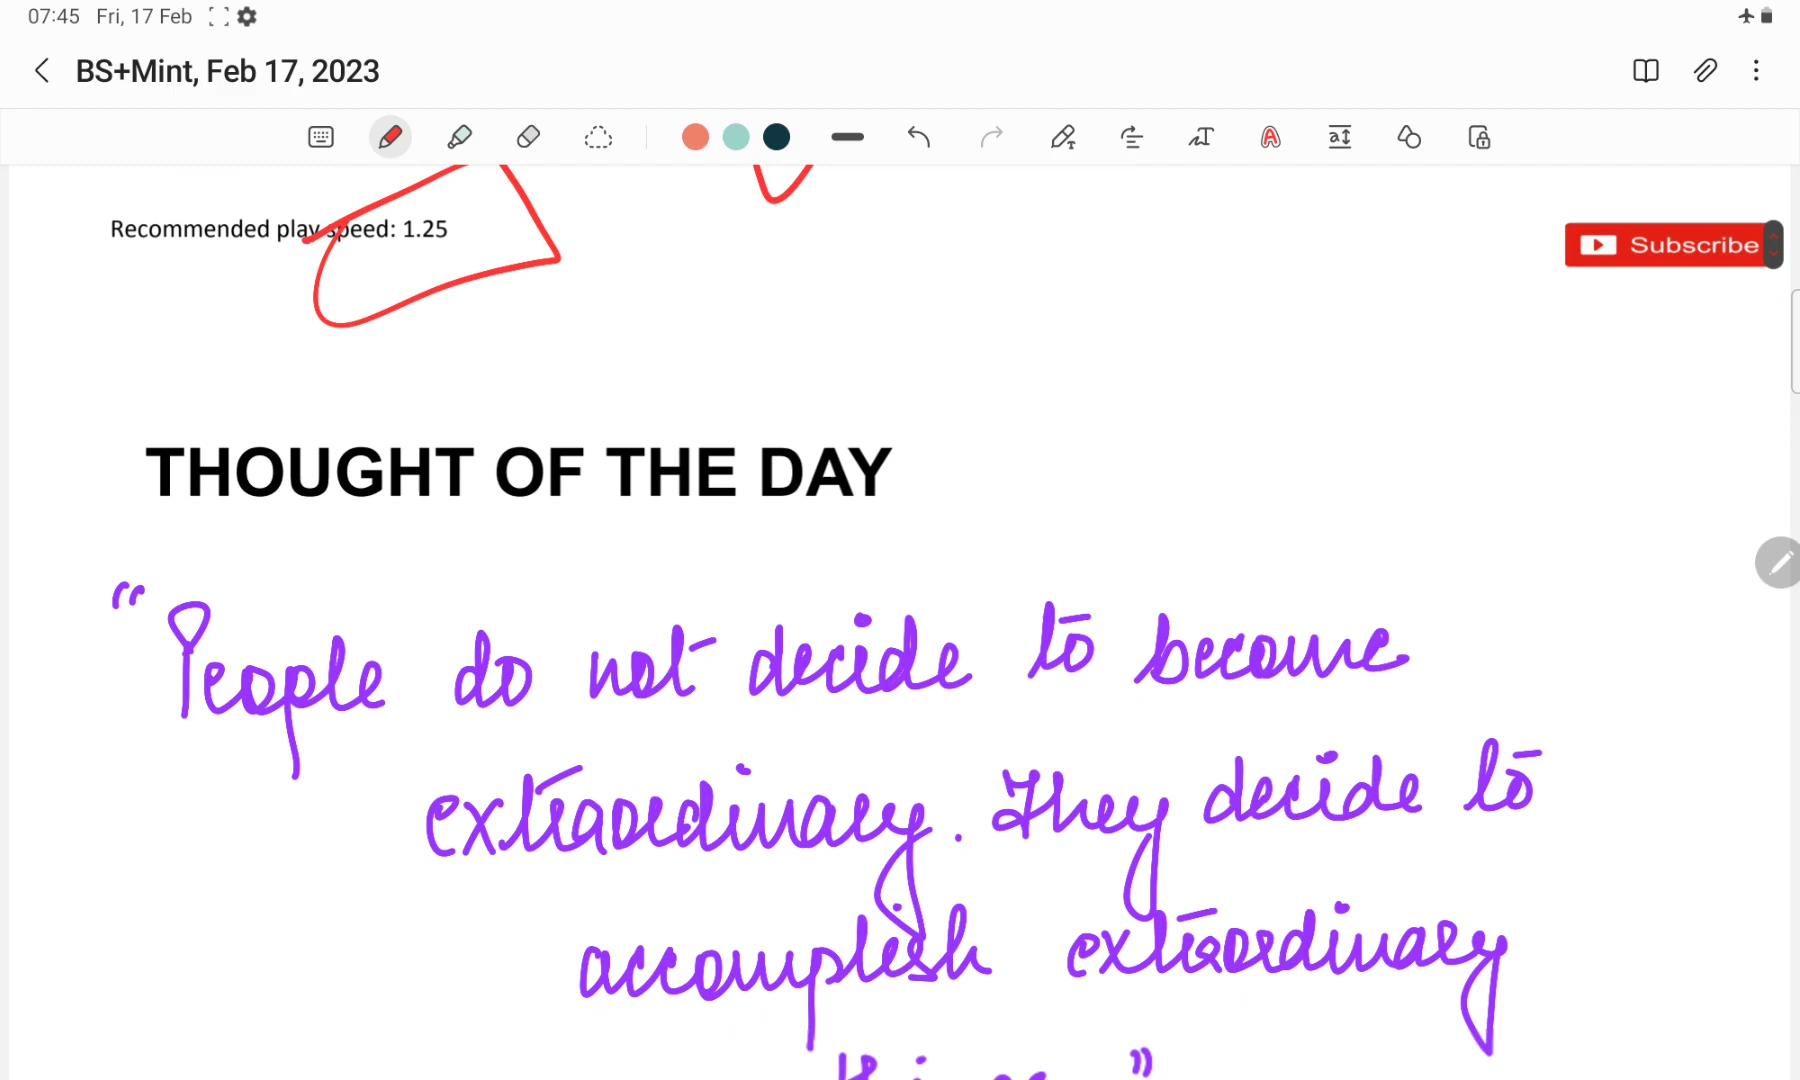 07:45 Fri, 17 Feb
BS+Mint, Feb 17, 2023
Recommended play speed: 1.25
Subscribe
THOUGHT OF THE DAY
"People do not decide to become
extraordinary. They decide to
accomplish extraordinary
things"